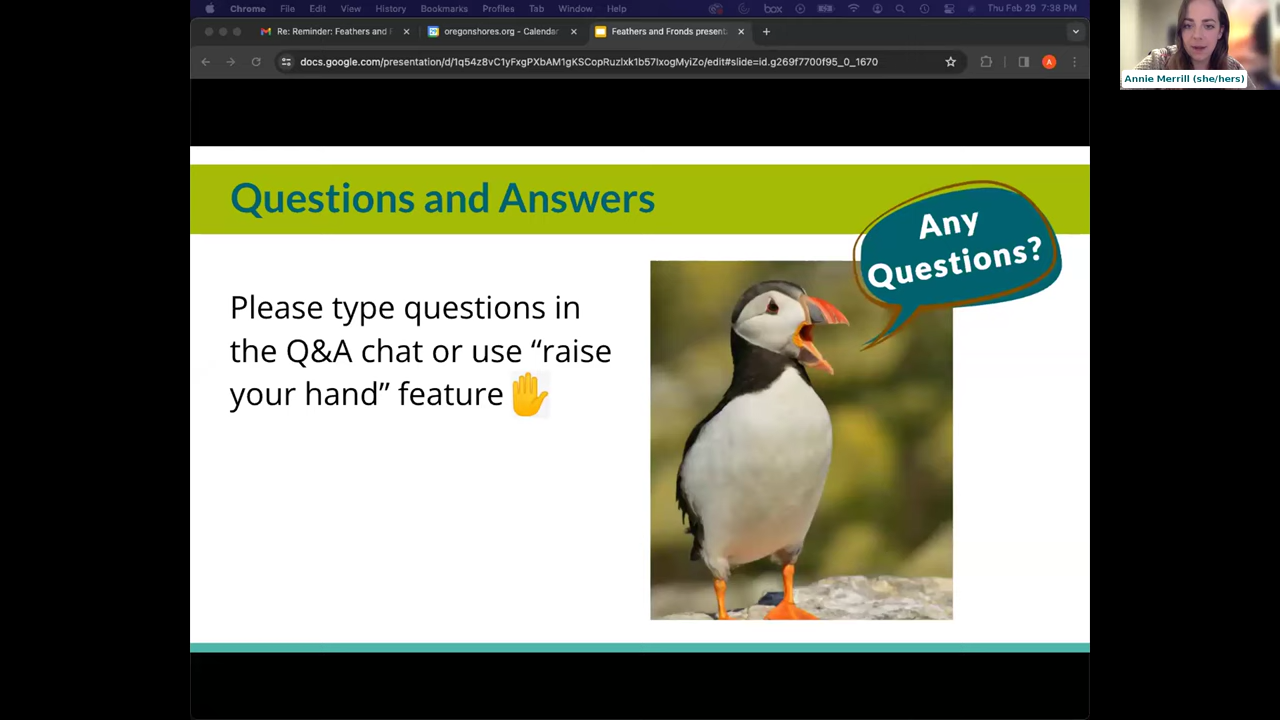 Chrome File Edit View History Bookmarks Profiles Tab Window Help
box
Thu Feb 29 7:38 PM
Re: Reminder: Feathers and
oregonshores.org - Calendar
Feathers and Fronds present
docs.google.com/presentation/d/1q54z8vC1yFxgPXbAM1gKSCopRuzlxk1b57lxogMyiZo/edit#slide=id.g269f7700f95_0_1670
A
Annie Merrill (she/hers)
Questions and Answers
Any
Questions?
Please type questions in
the Q&A chat or use “raise
your hand” feature